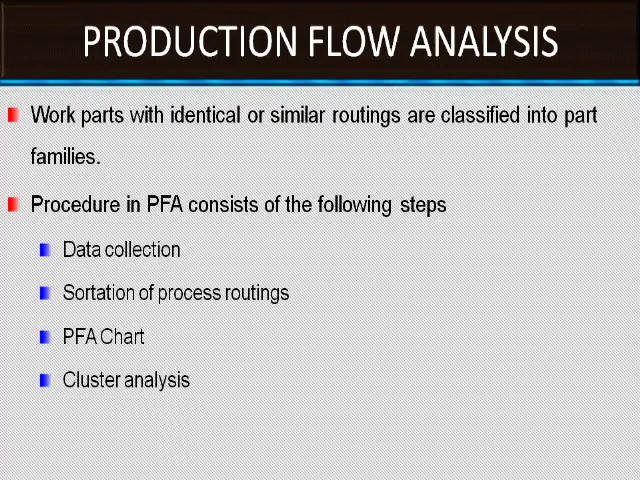 PRODUCTION FLOW ANALYSIS
Work parts with identical or similar routings are classified into part
families.
Procedure in PFA consists of the following steps
Data collection
Sortation of process routings
PFA Chart
Cluster analysis